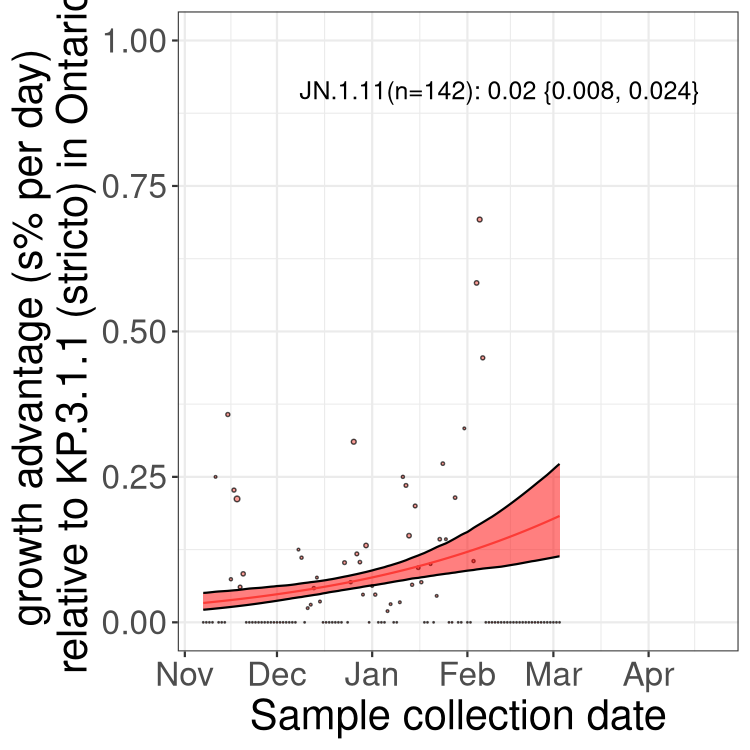 growth advantage (s% per day)
relative to KP.3.1.1 (stricto) in Ontario
1.00
0.75
0.50
0.25
0.00
JN.1.11(n=142): 0.02 {0.008, 0.024}
Nov Dec Jan Feb Mar Apr
Sample collection date